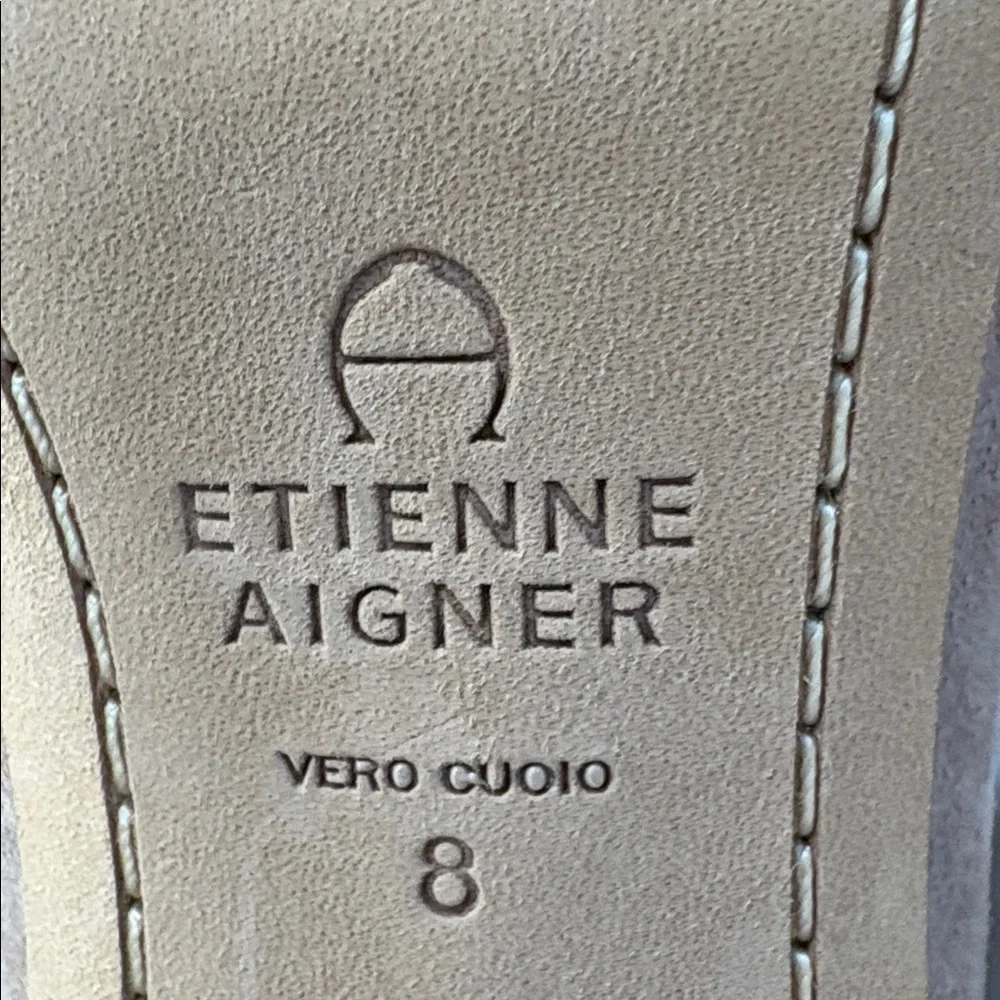 ETIENNE
AIGNER
VERO CUOIO
8